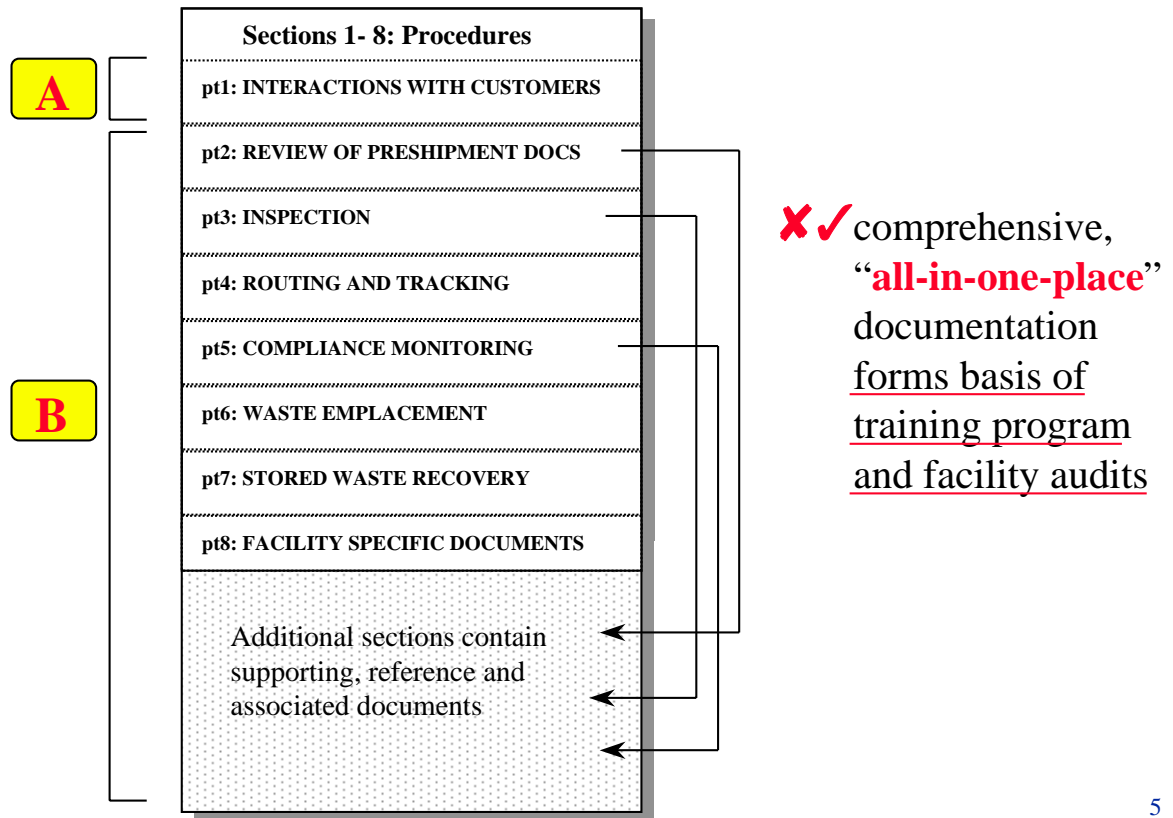 Sections 1- 8: Procedures
A
pt1: INTERACTIONS WITH CUSTOMERS
pt2: REVIEW OF PRESHIPMENT DOCS
pt3: INSPECTION
pt4: ROUTING AND TRACKING
pt5: COMPLIANCE MONITORING
B
pt6: WASTE EMPLACEMENT
pt7: STORED WASTE RECOVERY
pt8: FACILITY SPECIFIC DOCUMENTS
Additional sections contain
supporting, reference and
associated documents
✘✓comprehensive,
“all-in-one-place”
documentation
forms basis of
training program
and facility audits
5